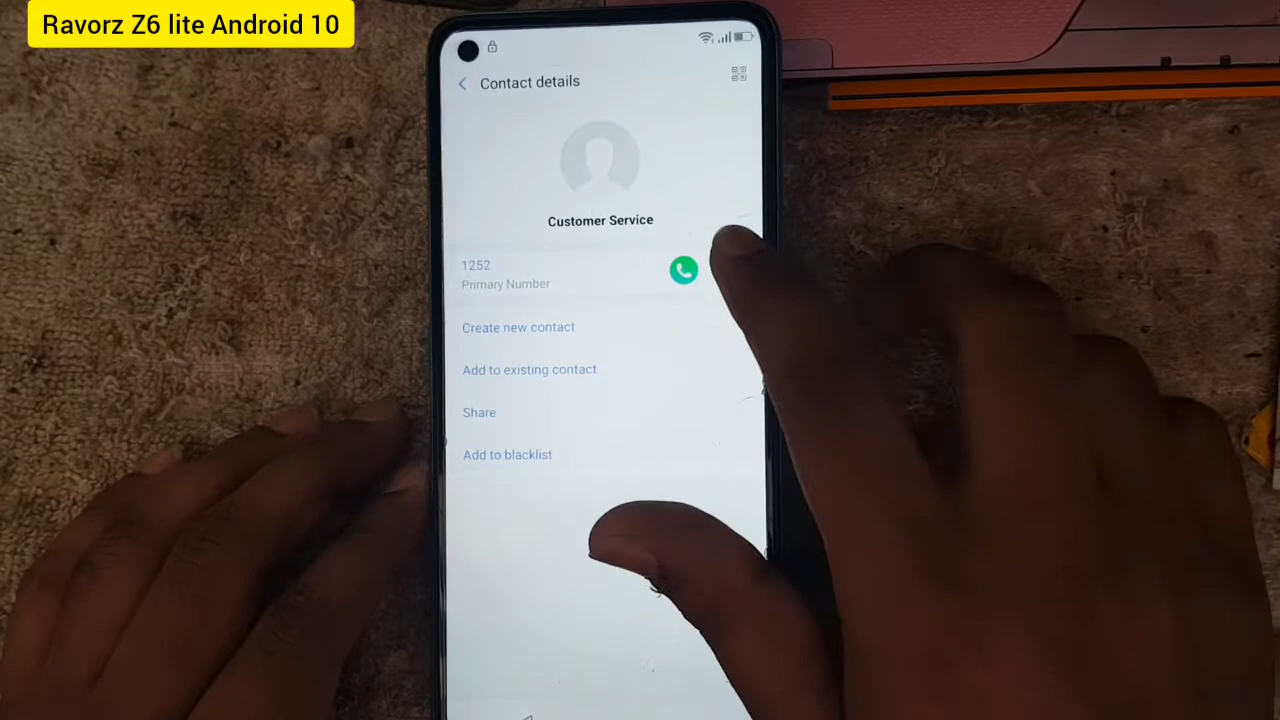 Ravorz Z6 lite Android 10
Contact details
Customer Service
1252
Primary Number
Create new contact
Add to existing contact
Share
Add to blacklist